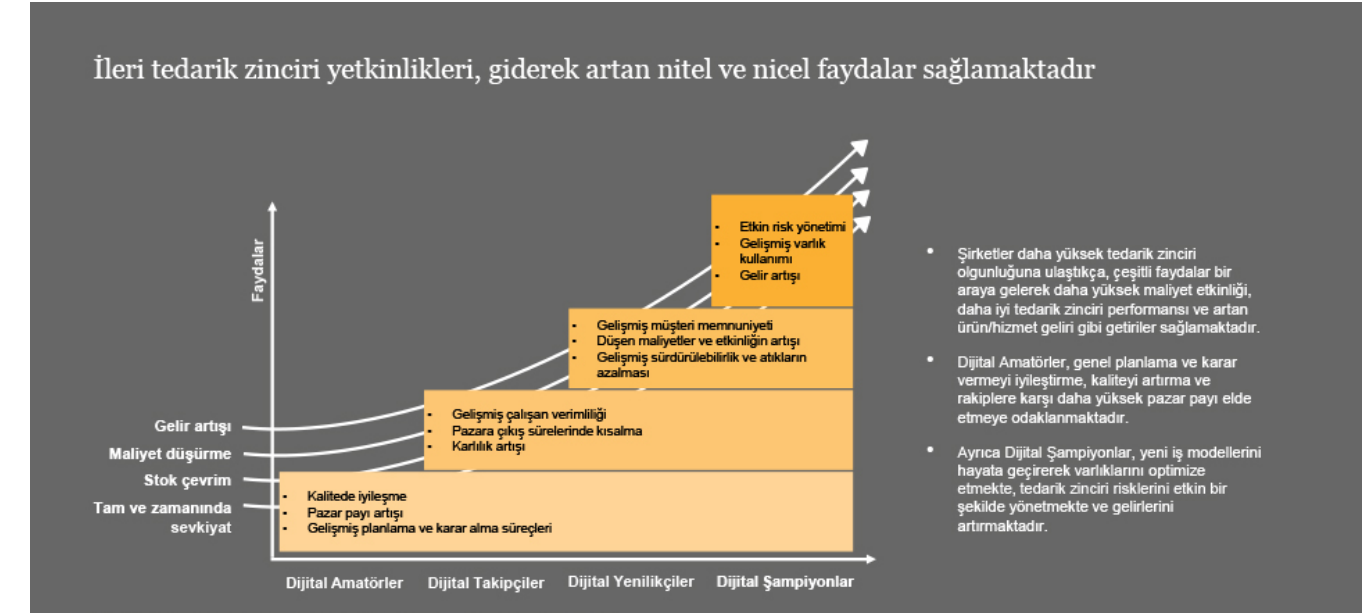 İleri tedarik zinciri yetkinlikleri, giderek artan nitel ve nicel faydalar sağlamaktadır
Faydalar
• Etkin risk yönetimi
• Gelişmiş varlık
kullanımı
• Gelir artışı
• Gelişmiş müşteri memnuniyeti
• Düşen maliyetler ve etkinliğin artışı
• Gelişmiş sürdürülebilirlik ve atıkların
azalması
• Gelişmiş çalışan verimliliği
• Pazara çıkış sürelerinde kısalma
• Karlılık artışı
• Kalitede iyileşme
• Pazar payı artışı
• Gelişmiş planlama ve karar alma süreçleri
Gelir artışı
Maliyet düşürme
Stok çevrim
Tam ve zamanında
sevkiyat
Dijital Amatörler
Dijital Takipçiler
Dijital Yenilikçiler
Dijital Şampiyonlar
• Şirketler daha yüksek tedarik zinciri
olgunluğuna ulaştıkça, çeşitli faydalar bir
araya gelerek daha yüksek maliyet etkinliği,
daha iyi tedarik zinciri performansı ve artan
ürün/hizmet geliri gibi getiriler sağlamaktadır.
• Dijital Amatörler, genel planlama ve karar
vermeyi iyileştirme, kaliteyi artırma ve
rakiplere karşı daha yüksek pazar payı elde
etmeye odaklanmaktadır.
• Ayrıca Dijital Şampiyonlar, yeni iş modellerini
hayata geçirerek varlıklarını optimize
etmekte, tedarik zinciri risklerini etkin bir
şekilde yönetmekte ve gelirlerini
artırmaktadır.